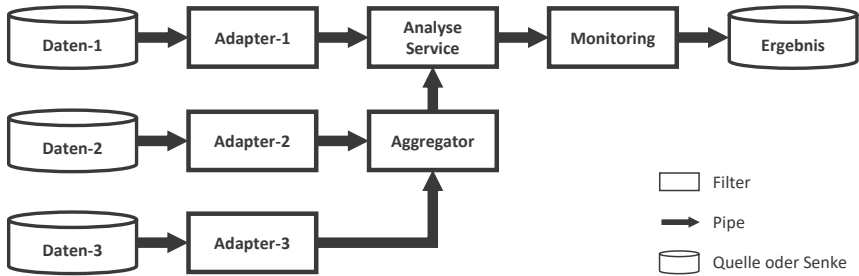 Daten-1
Adapter-1
Analyse
Service
Monitoring
Ergebnis
Daten-2
Adapter-2
Aggregator
Daten-3
Adapter-3
Filter
Pipe
Quelle oder Senke